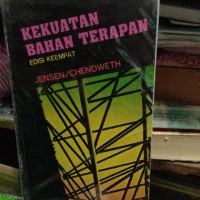 KEKUATAN
BAHAN TERAPAN
EDISI KEEMPAT
JENSEN/CHENOWETH